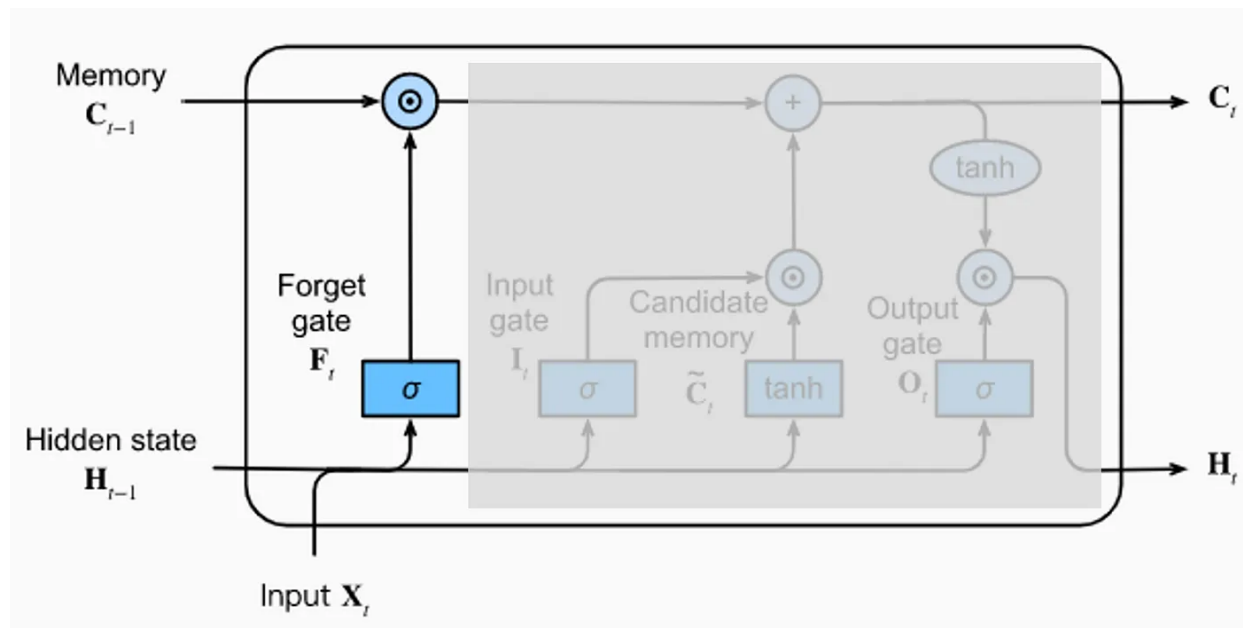 Memory
C_{t-1}
⊙
+
C_t
tanh
Forget
gate
F_t
σ
Input
gate
I_t
σ
Candidate
memory
C̃_t
tanh
⊙
Output
gate
O_t
σ
⊙
Hidden state
H_{t-1}
H_t
Input X_t